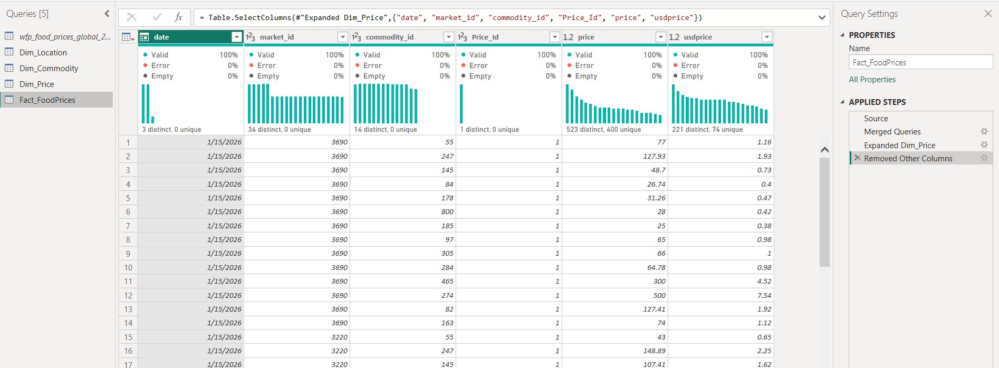 Queries [5]
wfp_food_prices_global_2...
Dim_Location
Dim_Commodity
Dim_Price
Fact_FoodPrices
fx = Table.SelectColumns(#"Expanded Dim_Price",{"date", "market_id", "commodity_id", "Price_Id", "price", "usdprice"})
date 1²3 market_id 1²3 commodity_id 1²3 Price_Id 1.2 price 1.2 usdprice
Valid 100% Valid 100% Valid 100% Valid 100% Valid 100% Valid 100%
Error 0% Error 0% Error 0% Error 0% Error 0% Error 0%
Empty 0% Empty 0% Empty 0% Empty 0% Empty 0% Empty 0%
3 distinct, 0 unique 34 distinct, 0 unique 14 distinct, 0 unique 1 distinct, 0 unique 523 distinct, 400 unique 221 distinct, 74 unique
1 1/15/2026 3690 55 1 77 1.16
2 1/15/2026 3690 247 1 127.93 1.93
3 1/15/2026 3690 145 1 48.7 0.73
4 1/15/2026 3690 84 1 26.74 0.4
5 1/15/2026 3690 178 1 31.26 0.47
6 1/15/2026 3690 800 1 28 0.42
7 1/15/2026 3690 185 1 25 0.38
8 1/15/2026 3690 97 1 65 0.98
9 1/15/2026 3690 305 1 66 1
10 1/15/2026 3690 284 1 64.78 0.98
11 1/15/2026 3690 465 1 300 4.52
12 1/15/2026 3690 274 1 500 7.54
13 1/15/2026 3690 82 1 127.41 1.92
14 1/15/2026 3690 163 1 74 1.12
15 1/15/2026 3220 55 1 43 0.65
16 1/15/2026 3220 247 1 148.89 2.25
17 1/15/2026 3220 145 1 107.41 1.62
Query Settings
PROPERTIES
Name
Fact_FoodPrices
All Properties
APPLIED STEPS
Source
Merged Queries
Expanded Dim_Price
Removed Other Columns